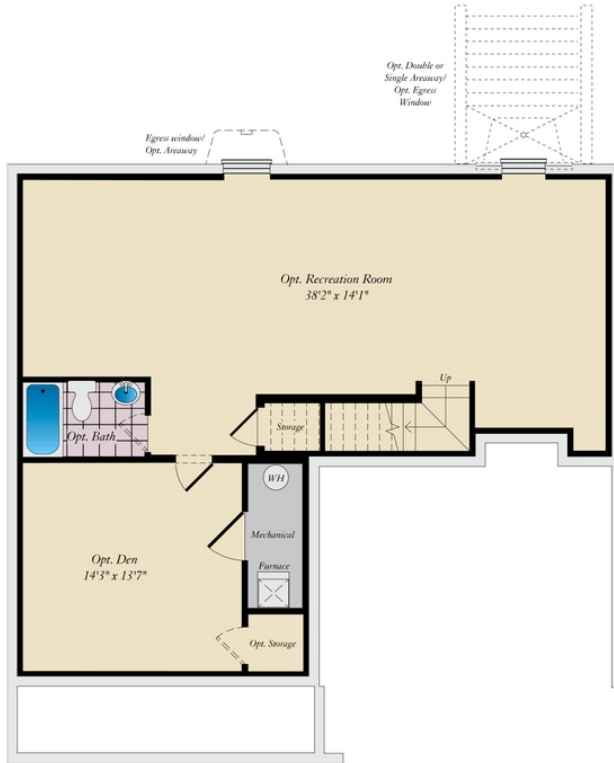 Opt. Double or
Single Areaway/
Opt. Egress
Window
Egress window/
Opt. Areaway
Opt. Recreation Room
38'2" x 14'1"
Up
Storage
Opt. Bath
WH
Mechanical
Furnace
Opt. Den
14'3" x 13'7"
Opt. Storage